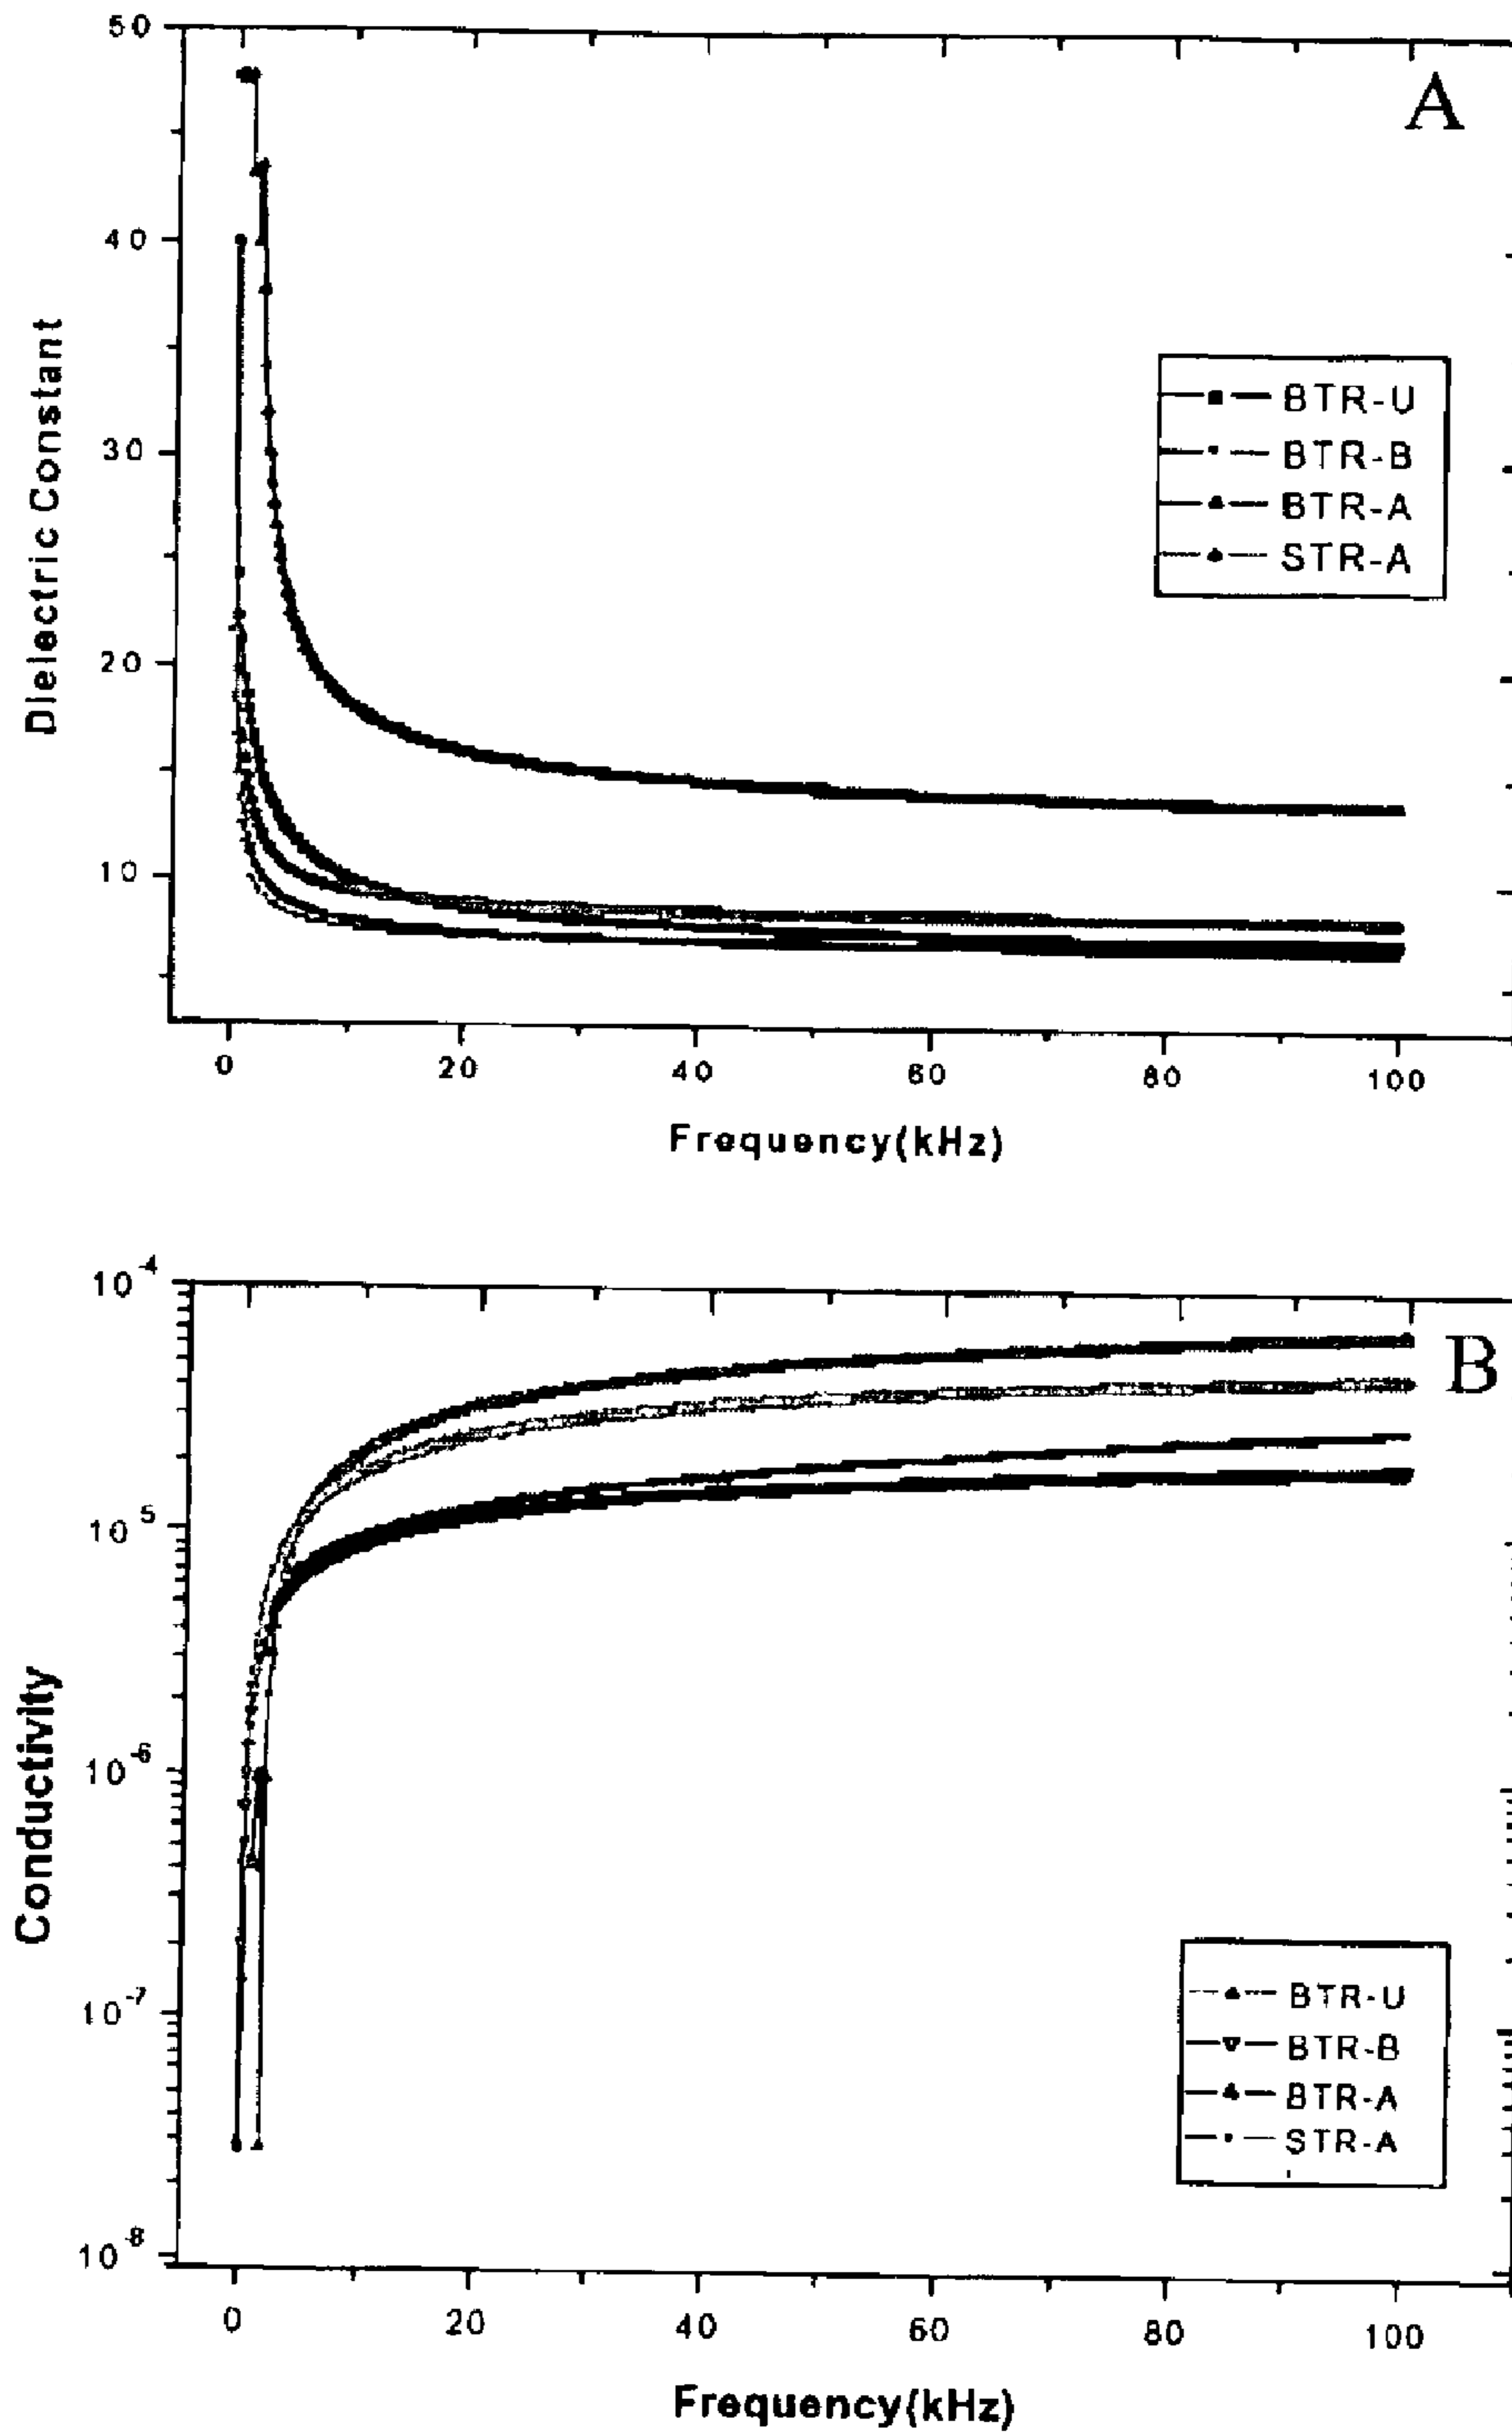 A
50
40
30
20
10
Dielectric Constant
BTR-U
BTR-B
BTR-A
STR-A
0 20 40 60 80 100
Frequency(kHz)
B
10⁻⁴
10⁻⁵
10⁻⁶
10⁻⁷
10⁻⁸
Conductivity
BTR-U
BTR-B
BTR-A
STR-A
0 20 40 60 80 100
Frequency(kHz)